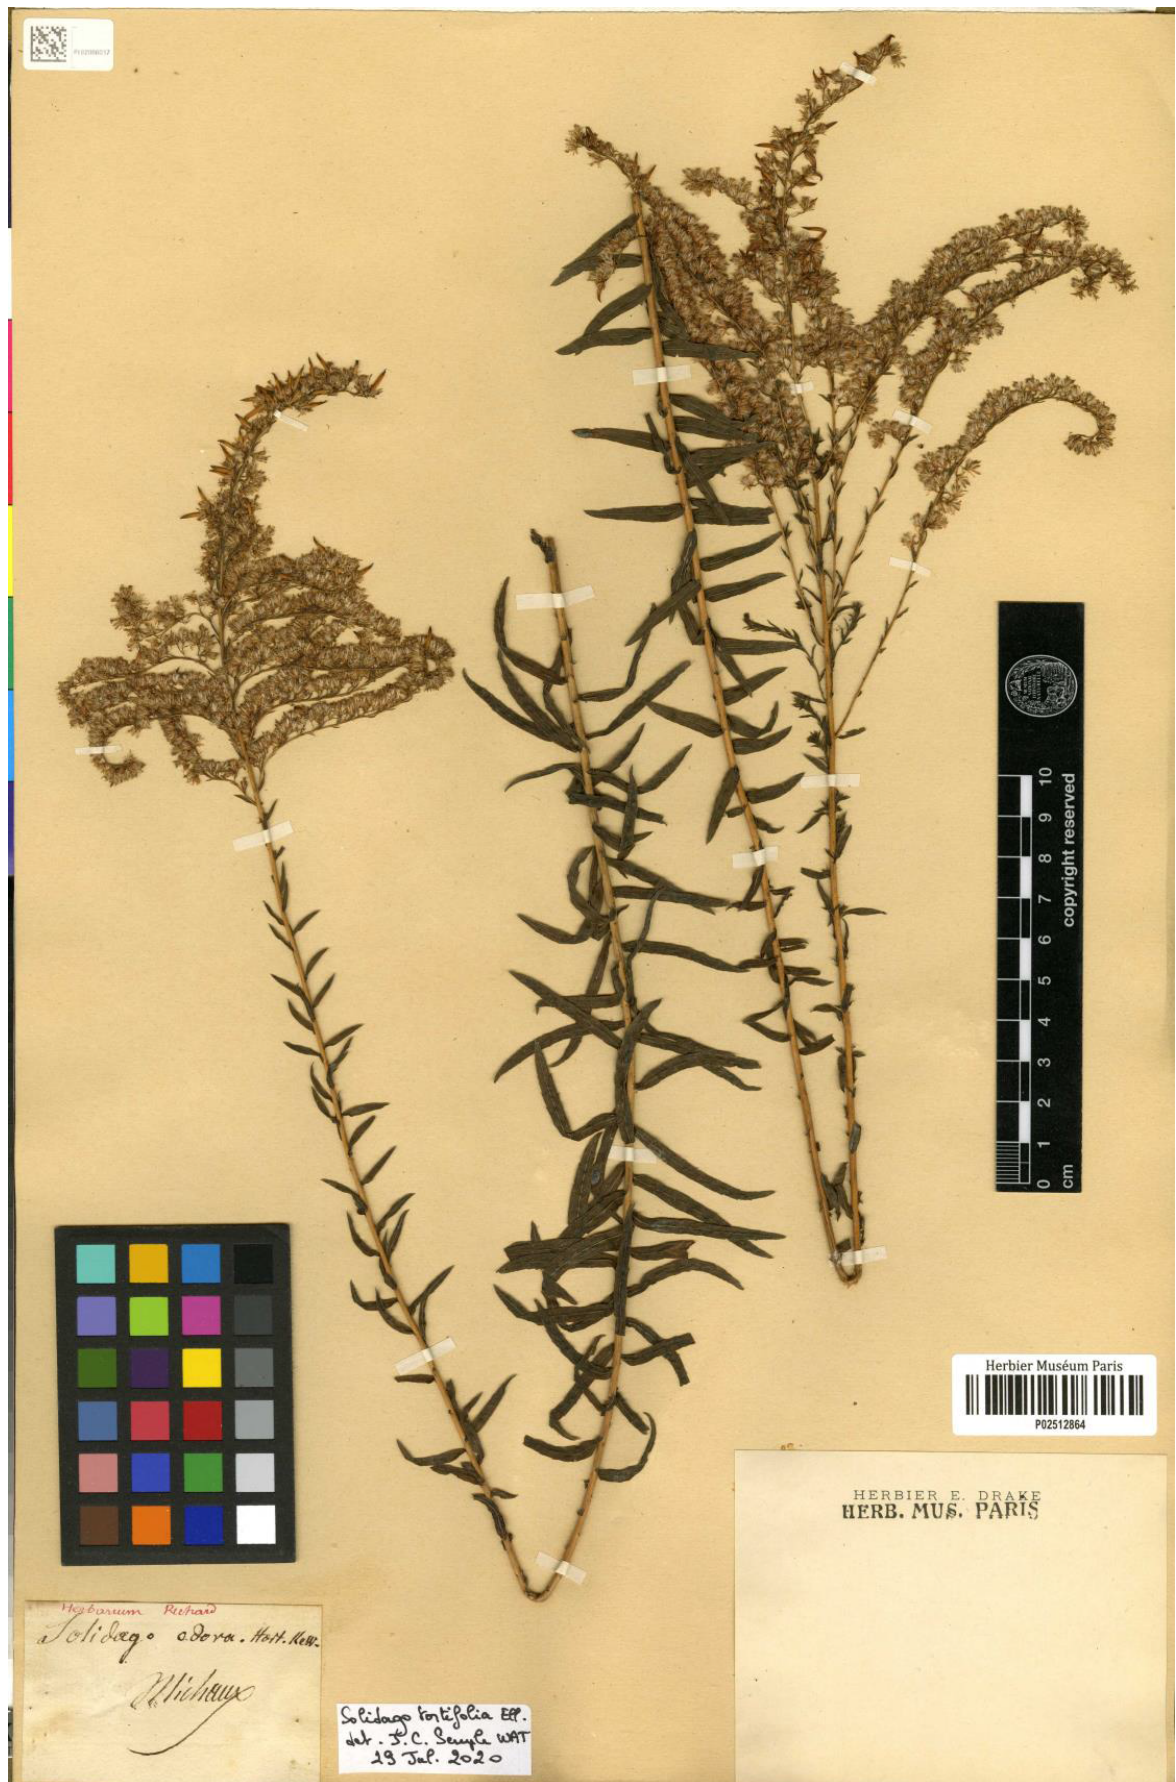 10
9
8
7
6
5
4
3
2
1
0
cm
copyright reserved
Herbier Muséum Paris
P02512864
HERBIER E. DRAKE
HERB. MUS. PARIS
Herbarium Richard
Solidago odora. Hort. Kew.
Michaux
Solidago tortifolia Ell.
det. J. C. Semple WAT
29 Jul. 2020